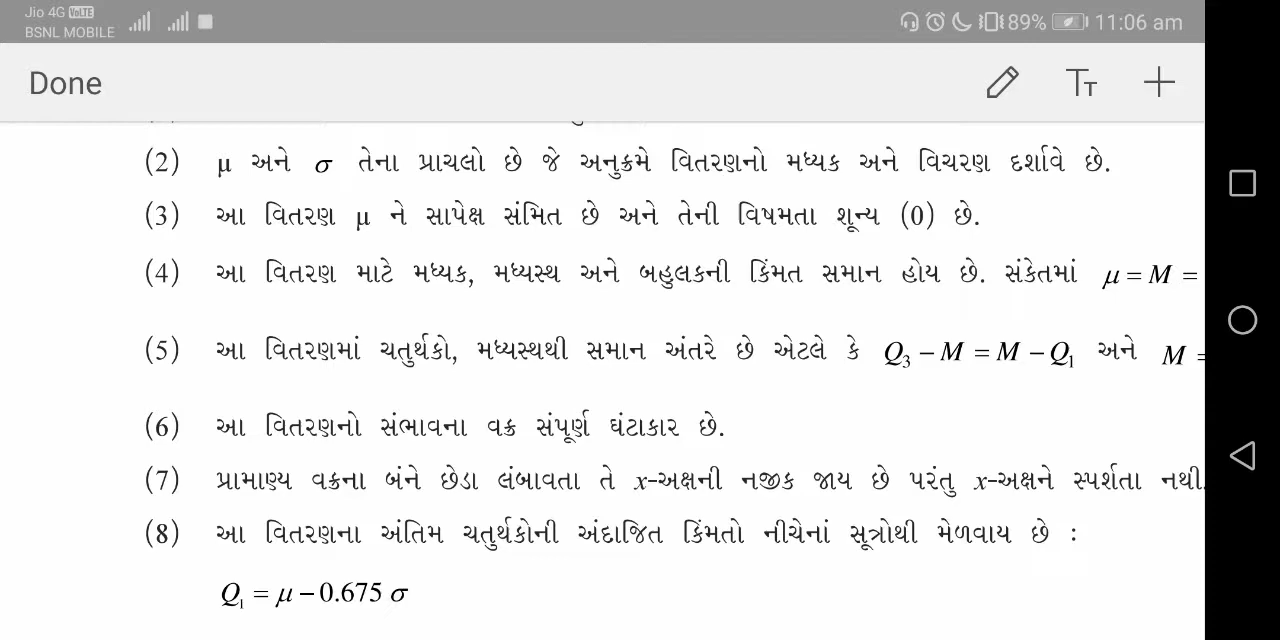 Jio 4G VoLTE
BSNL MOBILE
89% 11:06 am
Done
(2) μ અને σ તેના પ્રાચલો છે જે અનુક્રમે વિતરણનો મધ્યક અને વિચરણ દર્શાવે છે.
(3) આ વિતરણ μ ને સાપેક્ષ સંમિત છે અને તેની વિષમતા શૂન્ય (0) છે.
(4) આ વિતરણ માટે મધ્યક, મધ્યસ્થ અને બહુલકની કિંમત સમાન હોય છે. સંકેતમાં μ = M =
(5) આ વિતરણમાં ચતુર્થકો, મધ્યસ્થથી સમાન અંતરે છે એટલે કે Q₃ – M = M – Q₁ અને M =
(6) આ વિતરણનો સંભાવના વક્ર સંપૂર્ણ ઘંટાકાર છે.
(7) પ્રામાણ્ય વક્રના બંને છેડા લંબાવતા તે x-અક્ષની નજીક જાય છે પરંતુ x-અક્ષને સ્પર્શતા નથી.
(8) આ વિતરણના અંતિમ ચતુર્થકોની અંદાજિત કિંમતો નીચેનાં સૂત્રોથી મેળવાય છે :
Q₁ = μ – 0.675 σ